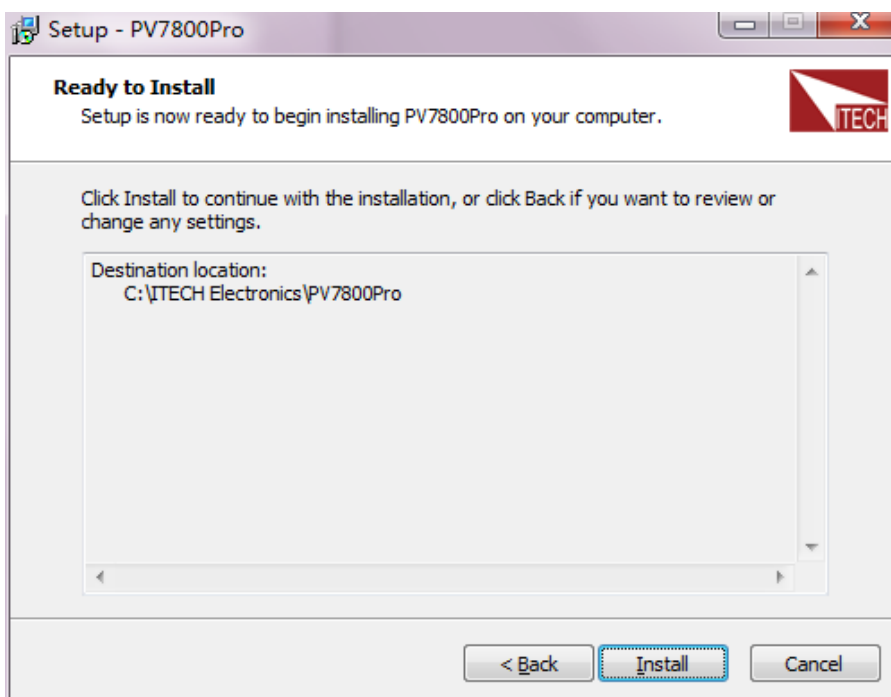 Setup - PV7800Pro
Ready to Install
Setup is now ready to begin installing PV7800Pro on your computer.
ITECH
Click Install to continue with the installation, or click Back if you want to review or
change any settings.
Destination location:
C:\ITECH Electronics\PV7800Pro
< Back
Install
Cancel